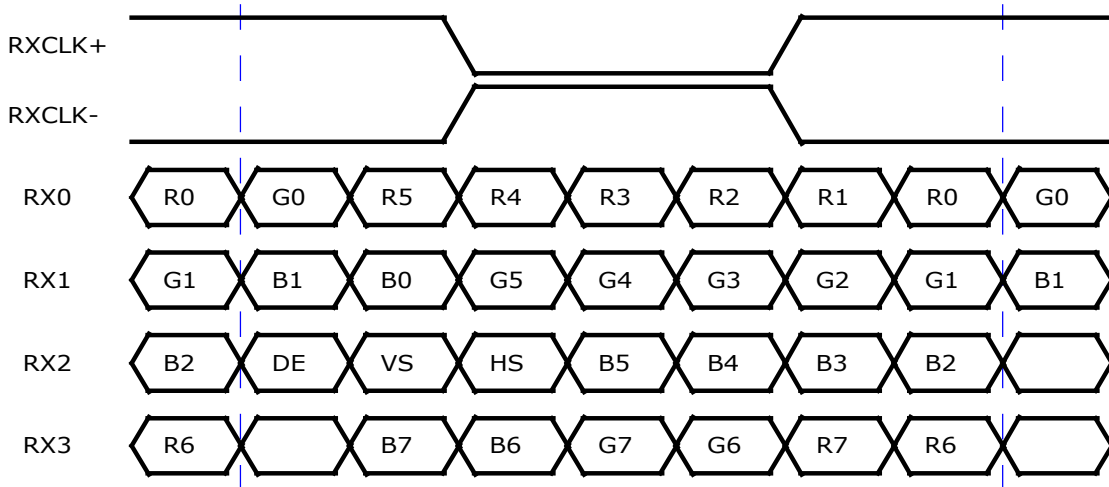 RXCLK+
RXCLK-
RX0 R0 G0 R5 R4 R3 R2 R1 R0 G0
RX1 G1 B1 B0 G5 G4 G3 G2 G1 B1
RX2 B2 DE VS HS B5 B4 B3 B2
RX3 R6 B7 B6 G7 G6 R7 R6